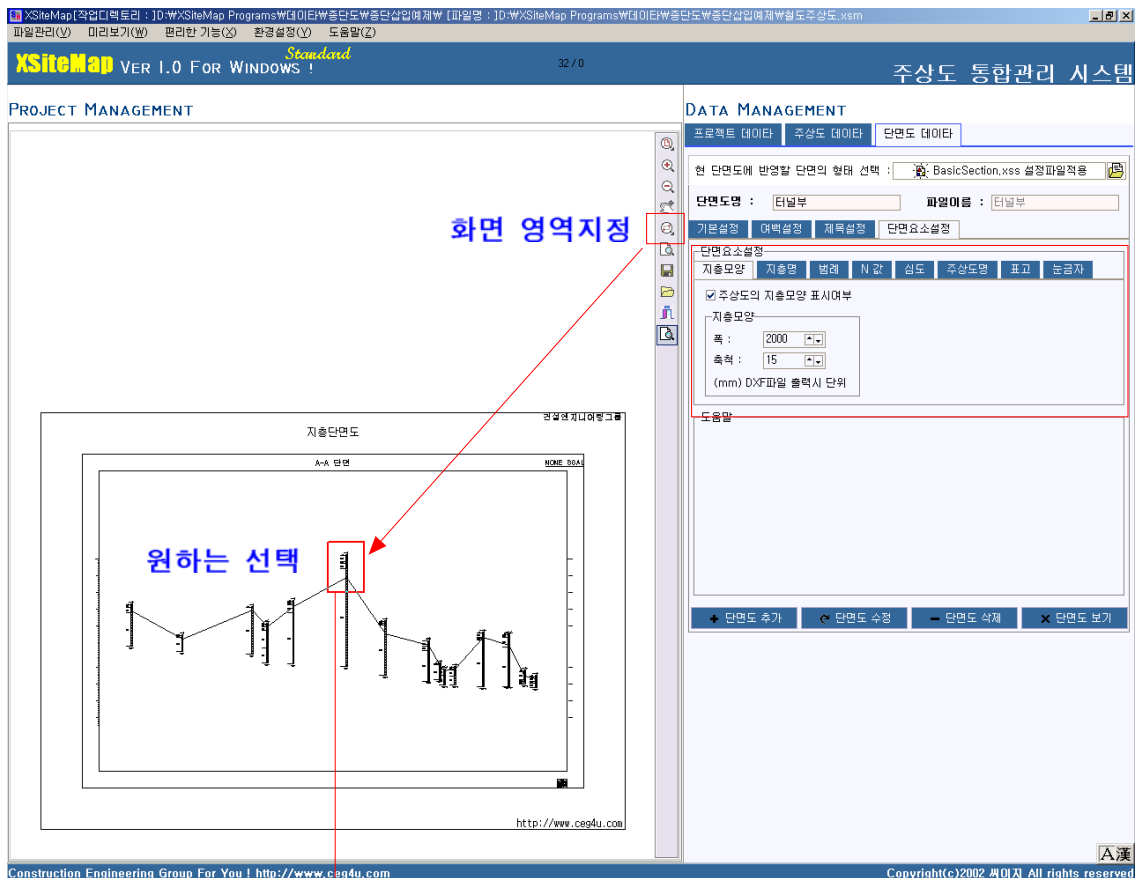 XSiteMap[작업디렉토리 : ]D:₩XSiteMap Programs₩데이타₩종단도₩종단삽입예제₩ [파일명 : ]D:₩XSiteMap Programs₩데이타₩종단도₩종단삽입예제₩철도주상도.xsm
파일관리(V) 미리보기(W) 편리한 기능(X) 환경설정(Y) 도움말(Z)
XSiteMap VER 1.0 FOR WINDOWS ! Standard
32 / 0
주상도 통합관리 시스템
PROJECT MANAGEMENT
화면 영역지정
건설엔지니어링그룹
지층단면도
A-A 단면
NONE SCAL
원하는 선택
http://www.ceg4u.com
DATA MANAGEMENT
프로젝트 데이타 주상도 데이타 단면도 데이타
현 단면도에 반영할 단면의 형태 선택 : BasicSection.xss 설정파일적용
단면도명 : 터널부 파일이름 : 터널부
기본설정 여백설정 제목설정 단면요소설정
단면요소설정
지층모양 지층명 범례 N 값 심도 주상도명 표고 눈금자
주상도의 지층모양 표시여부
지층모양
폭 : 2000
축척 : 15
(mm) DXF파일 출력시 단위
도움말
단면도 추가 단면도 수정 단면도 삭제 단면도 보기
A漢
Construction Engineering Group For You ! http://www.ceg4u.com
Copyright(c)2002 씨이지 All rights reserved